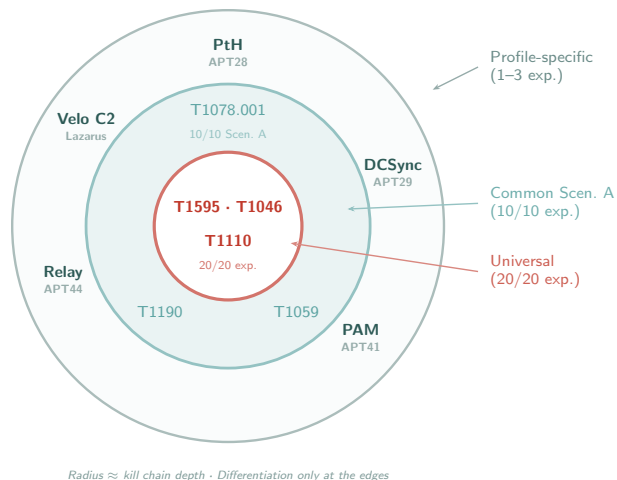 PtH
APT28
Profile-specific
(1–3 exp.)
Velo C2
Lazarus
T1078.001
10/10 Scen. A
DCSync
APT29
Common Scen. A
(10/10 exp.)
T1595 · T1046
T1110
20/20 exp.
Universal
(20/20 exp.)
Relay
APT44
T1190
T1059
PAM
APT41
Radius ≈ kill chain depth · Differentiation only at the edges